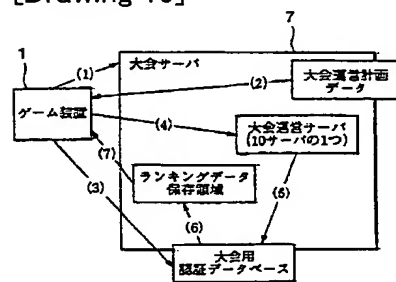 [Drawing 10]
7
1
大会サーバ
(1)
(2)
大会運営計画
データ
ゲーム装置
(4)
大会運営サーバ
(10サーバの1つ)
(7)
ランキングデータ
保存領域
(3)
(5)
(6)
大会用
認証データベース